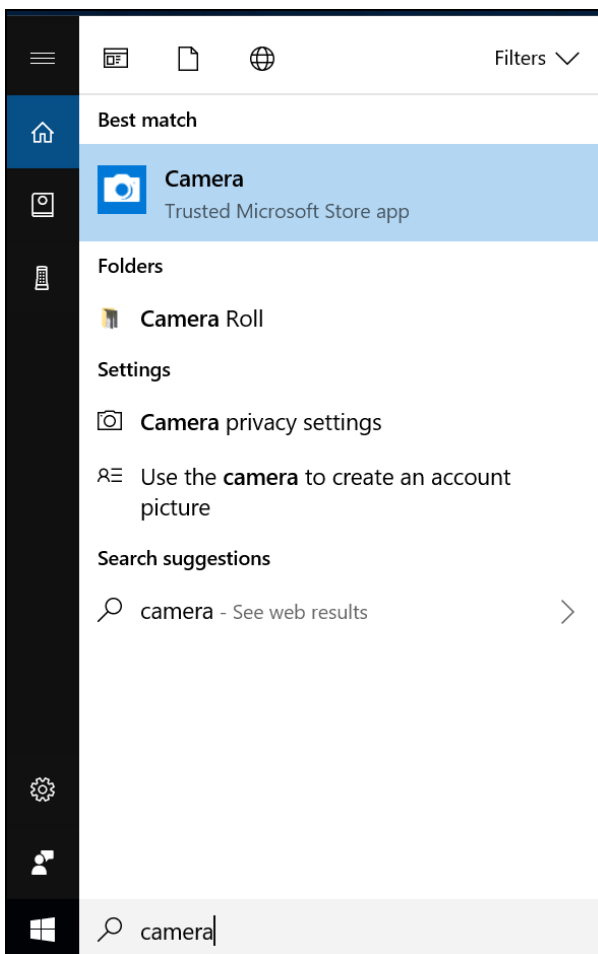 Filters
Best match
Camera
Trusted Microsoft Store app
Folders
Camera Roll
Settings
Camera privacy settings
Use the camera to create an account
picture
Search suggestions
camera - See web results
camera